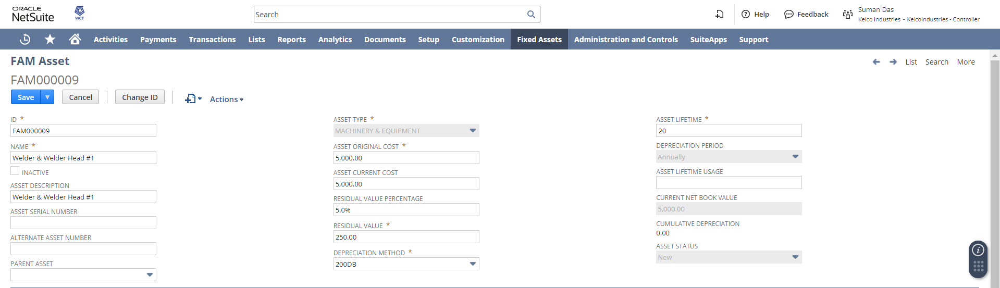 ORACLE
NetSuite
WCT
Search
Help
Feedback
Suman Das
Kelco Industries - KelcoIndustries - Controller
Activities Payments Transactions Lists Reports Analytics Documents Setup Customization Fixed Assets Administration and Controls SuiteApps Support
FAM Asset
List Search More
FAM000009
Save Cancel Change ID Actions
ID *
FAM000009
NAME *
Welder & Welder Head #1
INACTIVE
ASSET DESCRIPTION
Welder & Welder Head #1
ASSET SERIAL NUMBER
ALTERNATE ASSET NUMBER
PARENT ASSET
ASSET TYPE *
MACHINERY & EQUIPMENT
ASSET ORIGINAL COST *
5,000.00
ASSET CURRENT COST
5,000.00
RESIDUAL VALUE PERCENTAGE
5.0%
RESIDUAL VALUE *
250.00
DEPRECIATION METHOD *
200DB
ASSET LIFETIME *
20
DEPRECIATION PERIOD
Annually
ASSET LIFETIME USAGE
CURRENT NET BOOK VALUE
5,000.00
CUMULATIVE DEPRECIATION
0.00
ASSET STATUS
New